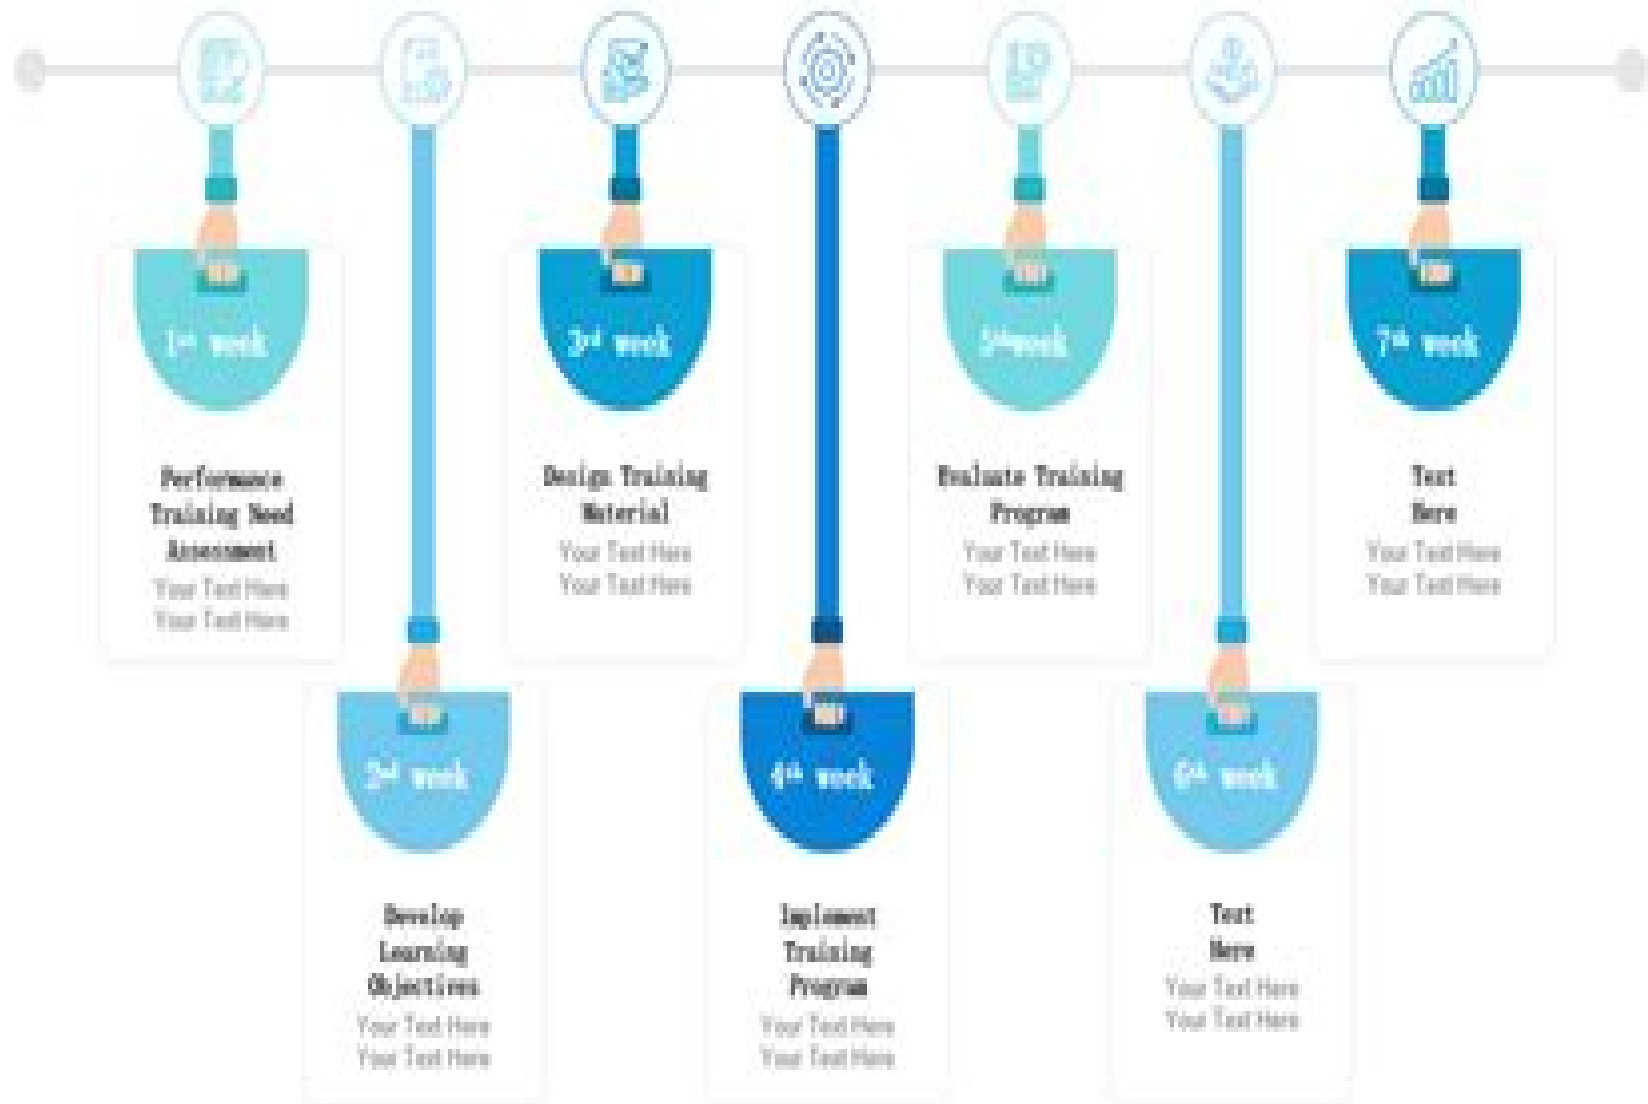 1st week
Performance
Training Need
Assessment
Your Text Here
Your Text Here
2nd week
Develop
Learning
Objectives
Your Text Here
Your Text Here
3rd week
Design Training
Material
Your Text Here
Your Text Here
4th week
Implement
Training
Program
Your Text Here
Your Text Here
5thweek
Evaluate Training
Program
Your Text Here
Your Text Here
6th week
Text
Here
Your Text Here
Your Text Here
7th week
Text
Here
Your Text Here
Your Text Here